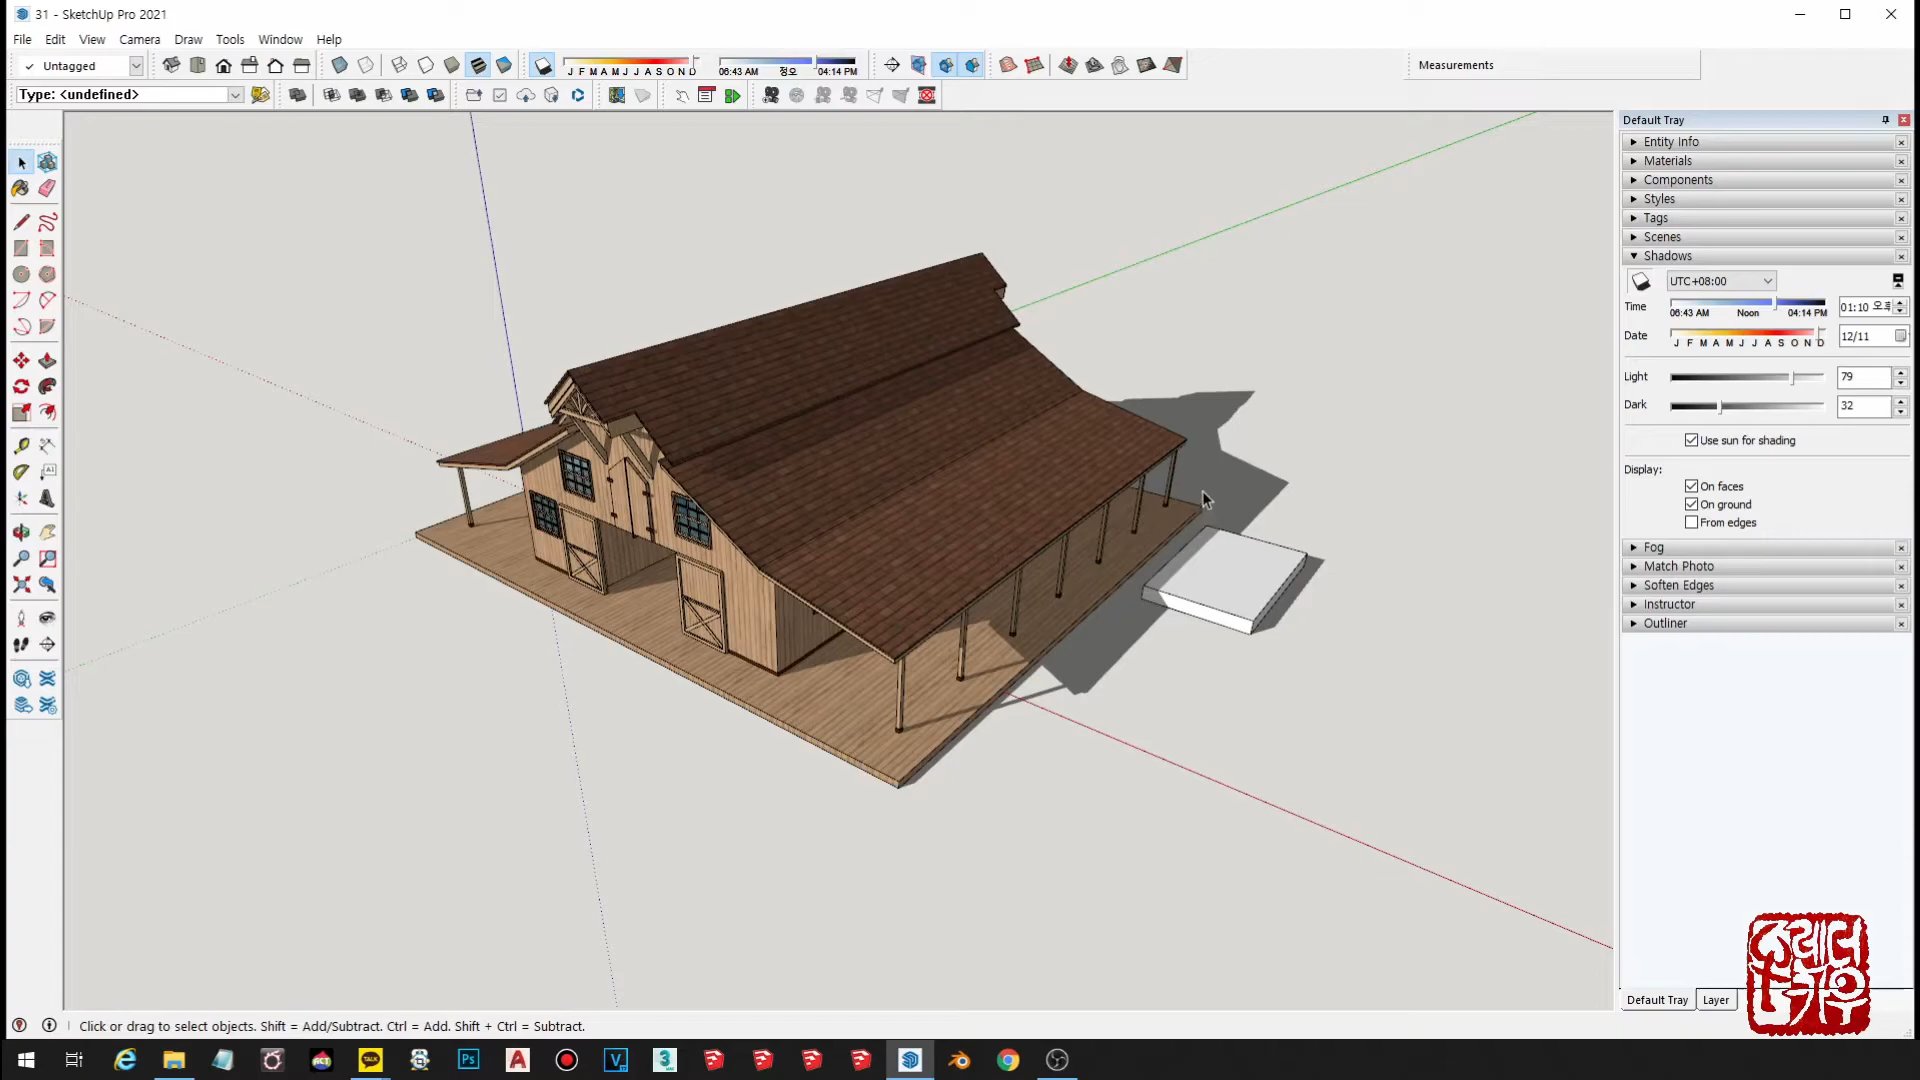 31 - SketchUp Pro 2021
File Edit View Camera Draw Tools Window Help
Untagged
J F M A M J J A S O N D
06:43 AM 정오 04:14 PM
Measurements
Type: <undefined>
Default Tray
Entity Info
Materials
Components
Styles
Tags
Scenes
Shadows
UTC+08:00
Time
06:43 AM Noon 04:14 PM
01:10 오후
Date
J F M A M J J A S O N D
12/11
Light
79
Dark
32
Use sun for shading
Display:
On faces
On ground
From edges
Fog
Match Photo
Soften Edges
Instructor
Outliner
Default Tray Layer
Click or drag to select objects. Shift = Add/Subtract. Ctrl = Add. Shift + Ctrl = Subtract.